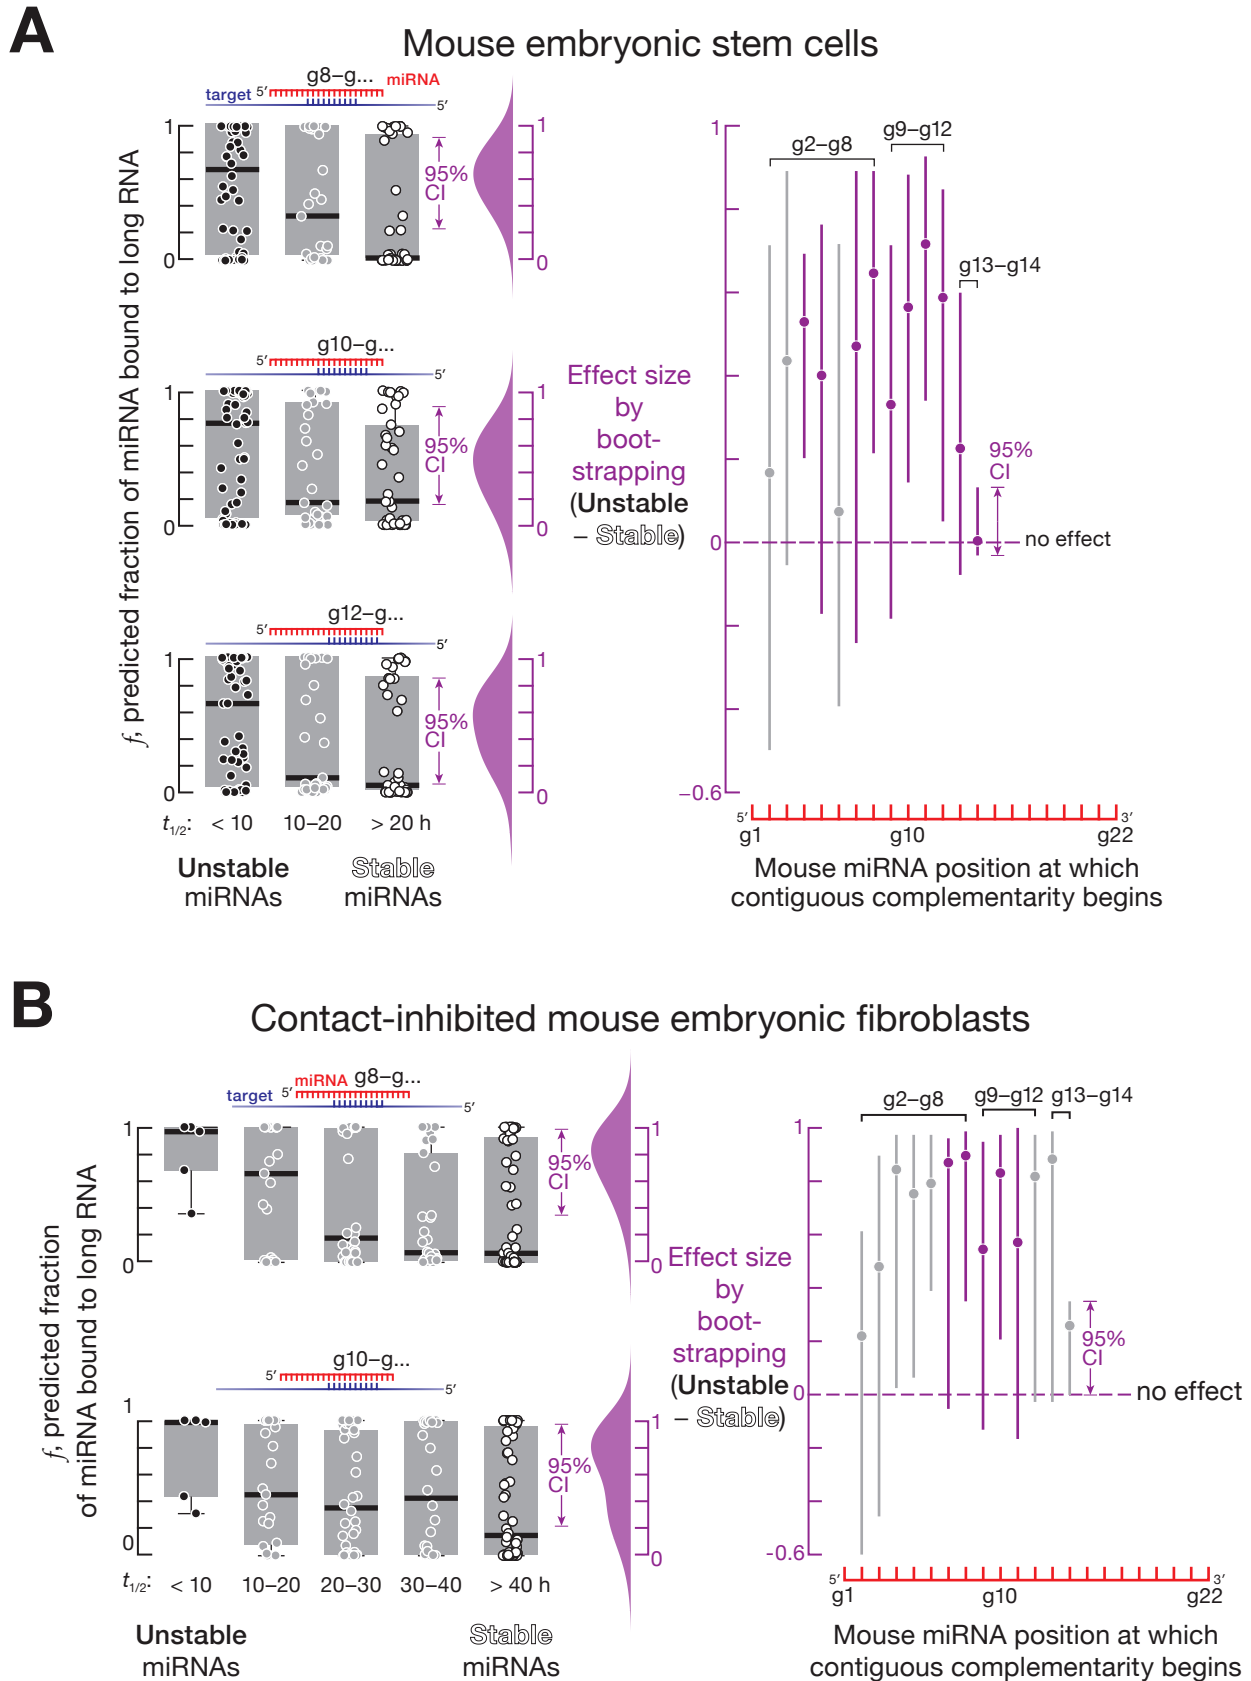 A
Mouse embryonic stem cells
g8–g...
target
5′
miRNA
5′
1
0
95%
CI
1
0
g10–g...
5′
5′
1
0
95%
CI
1
0
g12–g...
5′
5′
1
0
95%
CI
1
0
f, predicted fraction of miRNA bound to long RNA
t1/2:
< 10
10–20
> 20 h
Unstable
miRNAs
Stable
miRNAs
Effect size
by
boot-
strapping
(Unstable
– Stable)
1
0
−0.6
g2–g8
g9–g12
g13–g14
95%
CI
no effect
5′
3′
g1
g10
g22
Mouse miRNA position at which
contiguous complementarity begins
B
Contact-inhibited mouse embryonic fibroblasts
miRNA
g8–g...
target
5′
5′
1
0
95%
CI
1
0
g10–g...
5′
5′
1
0
95%
CI
1
0
f, predicted fraction
of miRNA bound to long RNA
t1/2:
< 10
10–20
20–30
30–40
> 40 h
Unstable
miRNAs
Stable
miRNAs
Effect size
by
boot-
strapping
(Unstable
– Stable)
1
0
-0.6
g2–g8
g9–g12
g13–g14
95%
CI
no effect
5′
3′
g1
g10
g22
Mouse miRNA position at which
contiguous complementarity begins